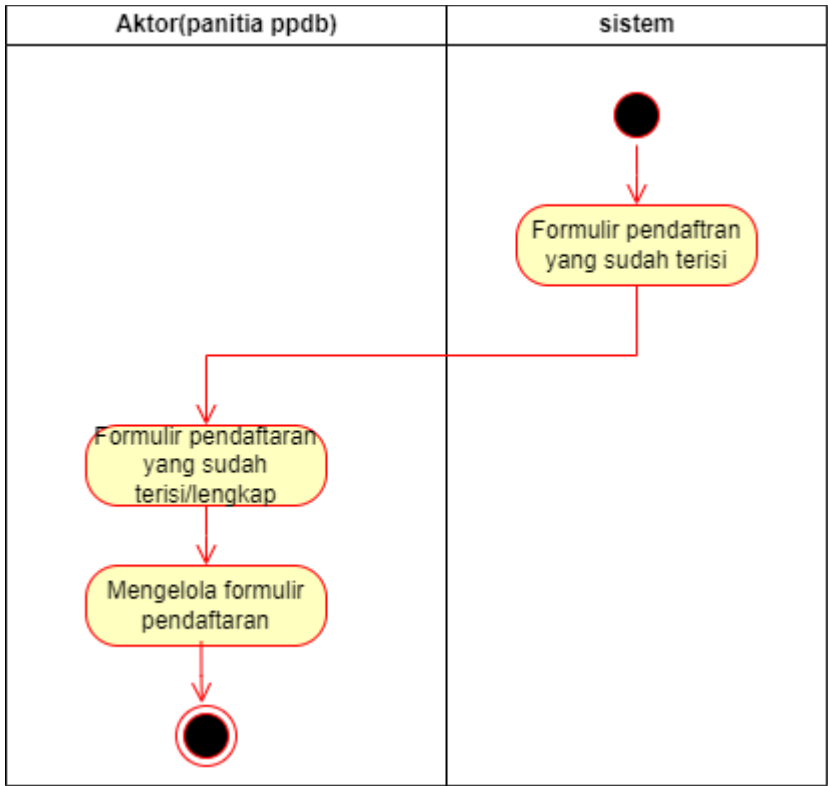 Aktor(panitia ppdb)
sistem
Formulir pendaftran
yang sudah terisi
Formulir pendaftaran
yang sudah
terisi/lengkap
Mengelola formulir
pendaftaran